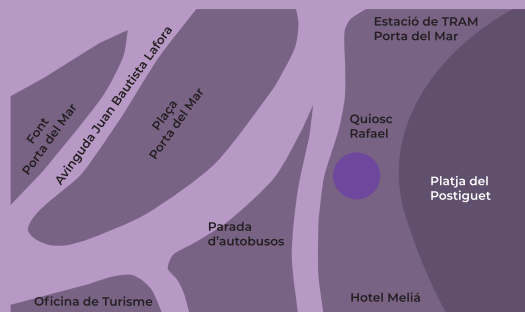 Estació de TRAM
Porta del Mar
Font
Porta del Mar
Avinguda Juan Bautista Lafora
Plaça
Porta del Mar
Quiosc
Rafael
Platja del
Postiguet
Parada
d’autobusos
Oficina de Turisme
Hotel Meliá